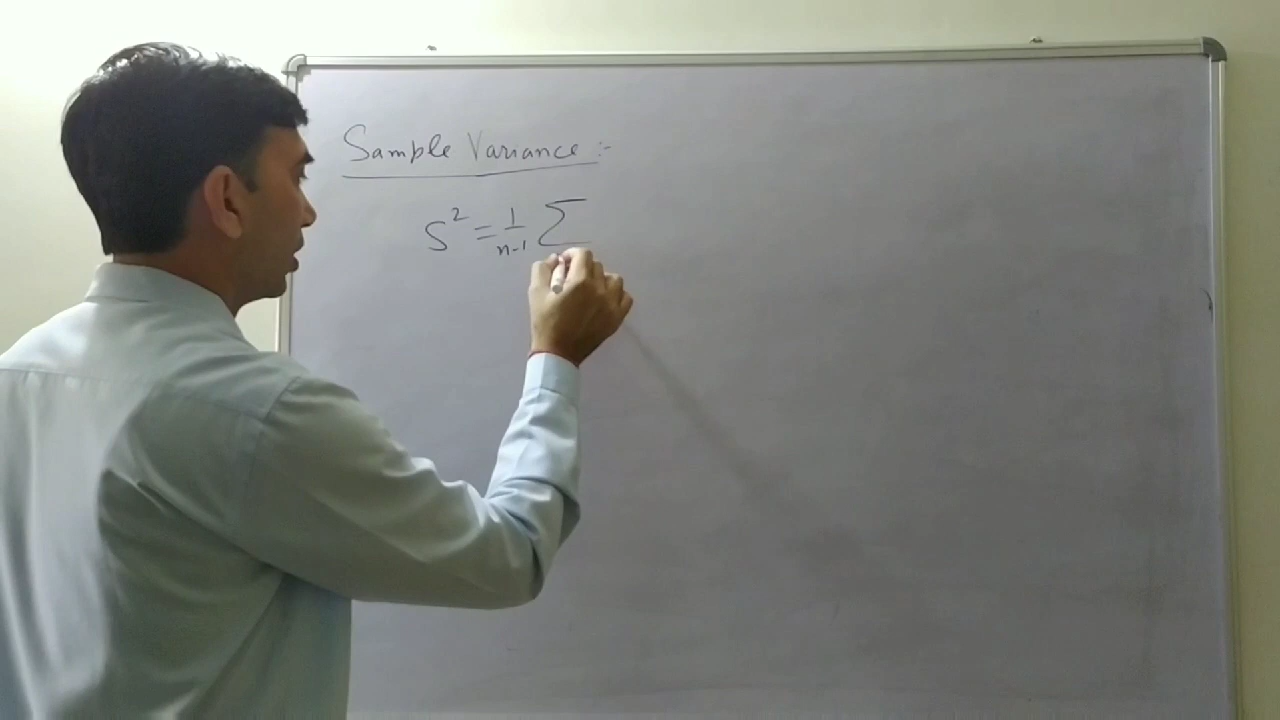 Sample Variance :-
S² = 1/n-1 Σ